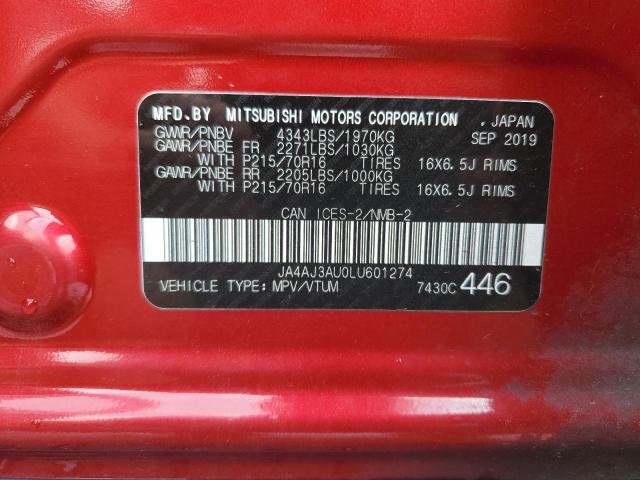 MFD.BY MITSUBISHI MOTORS CORPORATION , JAPAN
GVWR/PNBV 4343LBS/1970KG SEP 2019
GAWR/PNBE FR 2271LBS/1030KG
WITH P215/70R16 TIRES 16X6.5J RIMS
GAWR/PNBE RR 2205LBS/1000KG
WITH P215/70R16 TIRES 16X6.5J RIMS
CAN ICES-2/NMB-2
JA4AJ3AU0LU601274
VEHICLE TYPE: MPV/VTUM 7430C 446